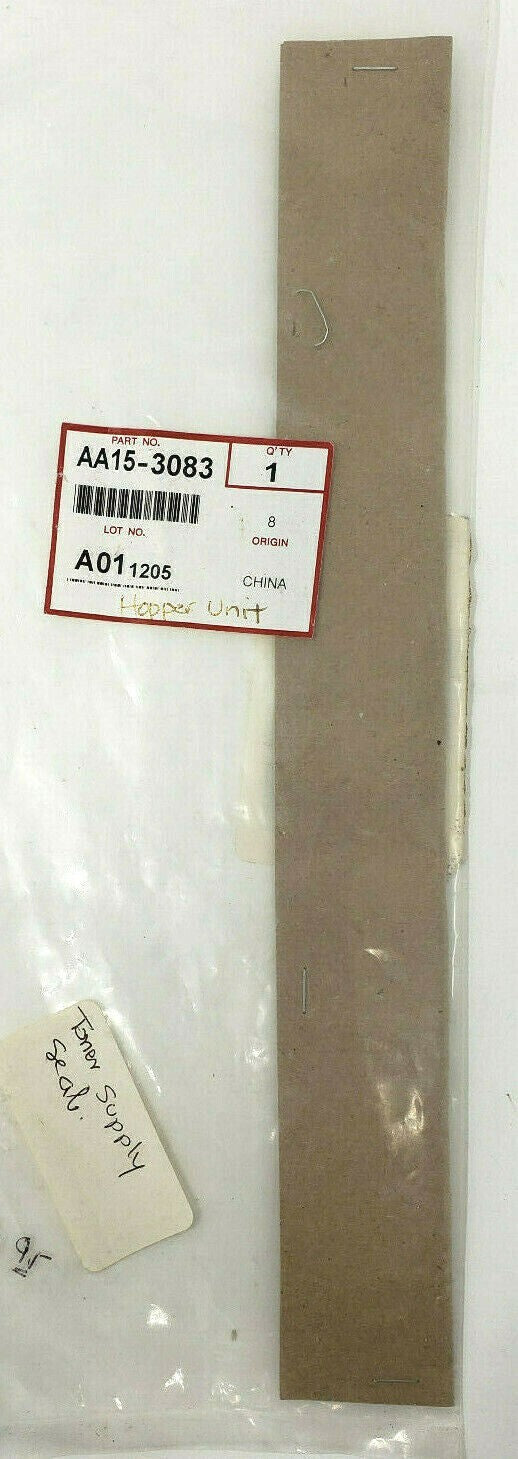 PART NO.
AA15-3083
Q'TY
1
LOT NO.
A01 1205
8
ORIGIN
CHINA
Hopper Unit
Toner Supply
Seal.